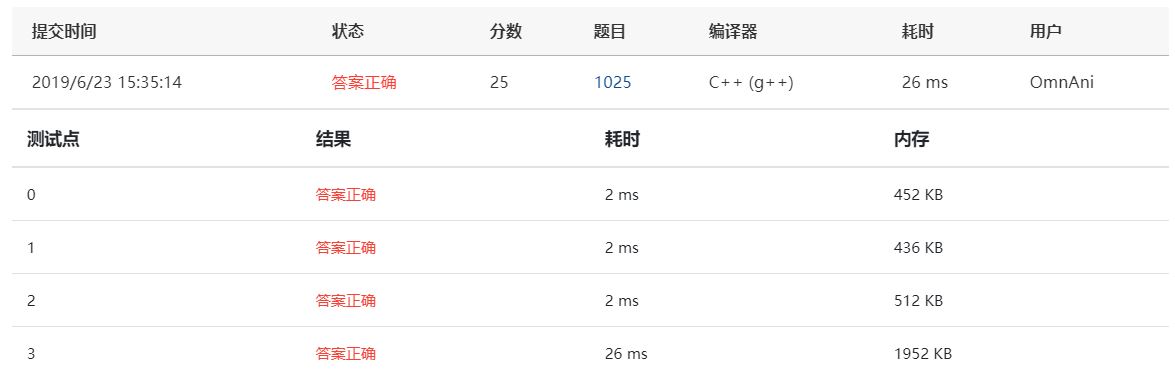 提交时间 状态 分数 题目 编译器 耗时 用户
2019/6/23 15:35:14 答案正确 25 1025 C++ (g++) 26 ms OmnAni
测试点 结果 耗时 内存
0 答案正确 2 ms 452 KB
1 答案正确 2 ms 436 KB
2 答案正确 2 ms 512 KB
3 答案正确 26 ms 1952 KB